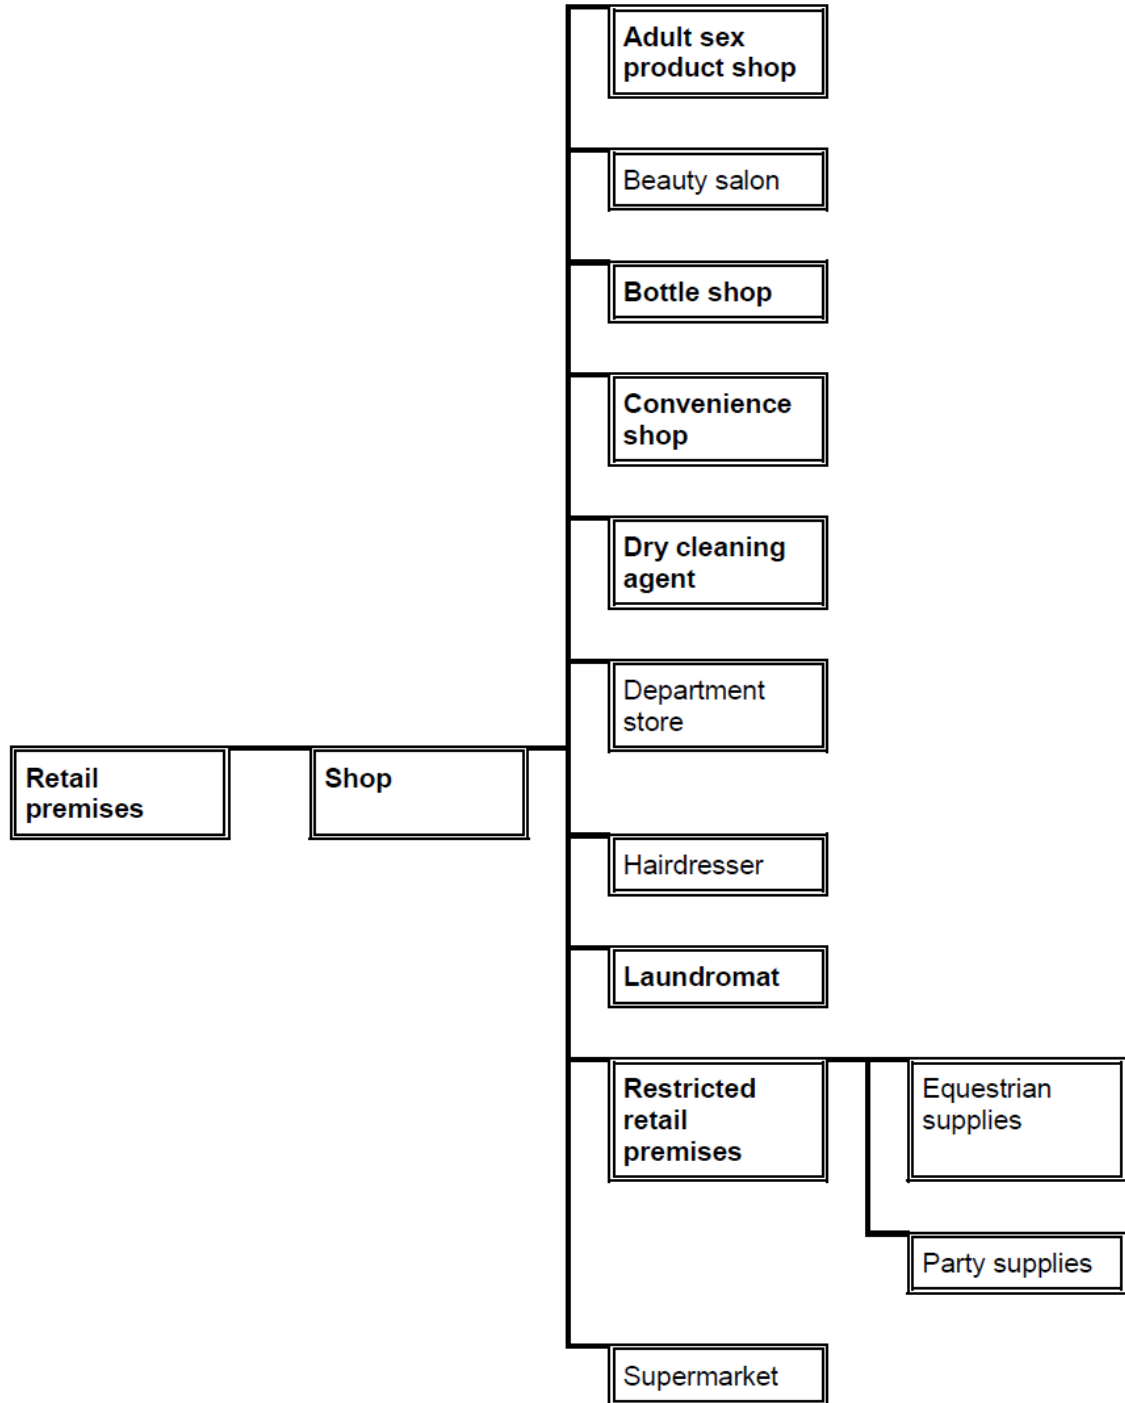 Adult sex
product shop
Beauty salon
Bottle shop
Convenience
shop
Dry cleaning
agent
Department
store
Retail
premises
Shop
Hairdresser
Laundromat
Restricted
retail
premises
Equestrian
supplies
Party supplies
Supermarket